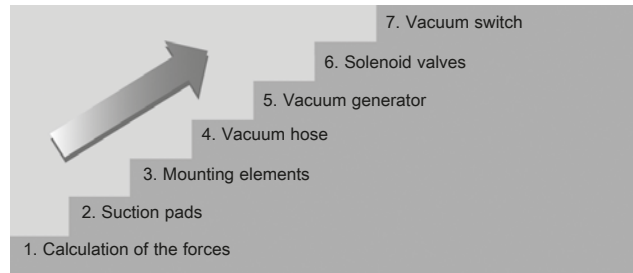 7. Vacuum switch
6. Solenoid valves
5. Vacuum generator
4. Vacuum hose
3. Mounting elements
2. Suction pads
1. Calculation of the forces